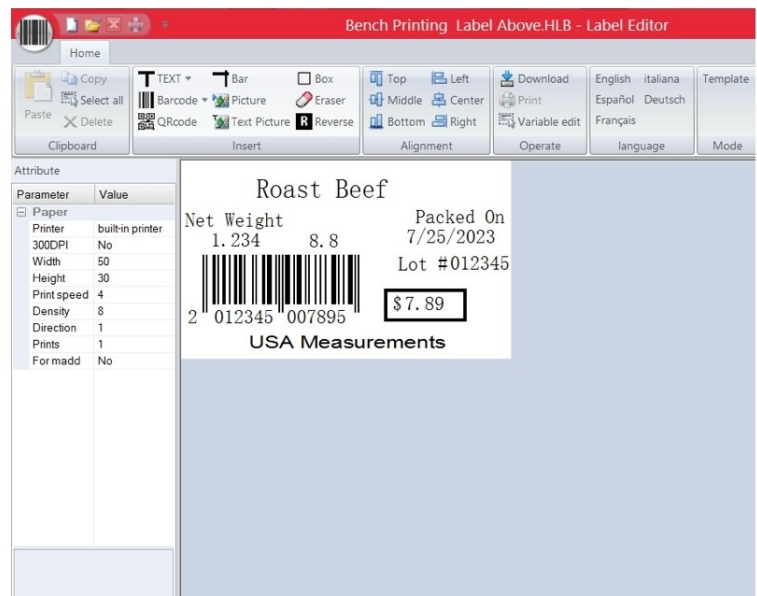 Bench Printing Label Above.HLB - Label Editor
Home
Paste
Copy
Select all
Delete
Clipboard
TEXT
Barcode
QRcode
Bar
Picture
Text Picture
Box
Eraser
R Reverse
Insert
Top
Middle
Bottom
Left
Center
Right
Alignment
Download
Print
Variable edit
Operate
English italiana
Español Deutsch
Français
language
Template
Mode
Attribute
Parameter Value
Paper
Printer built-in printer
300DPI No
Width 50
Height 30
Print speed 4
Density 8
Direction 1
Prints 1
For madd No
Roast Beef
Net Weight
1.234 8.8
Packed On
7/25/2023
Lot #012345
$7.89
2 012345 007895
USA Measurements